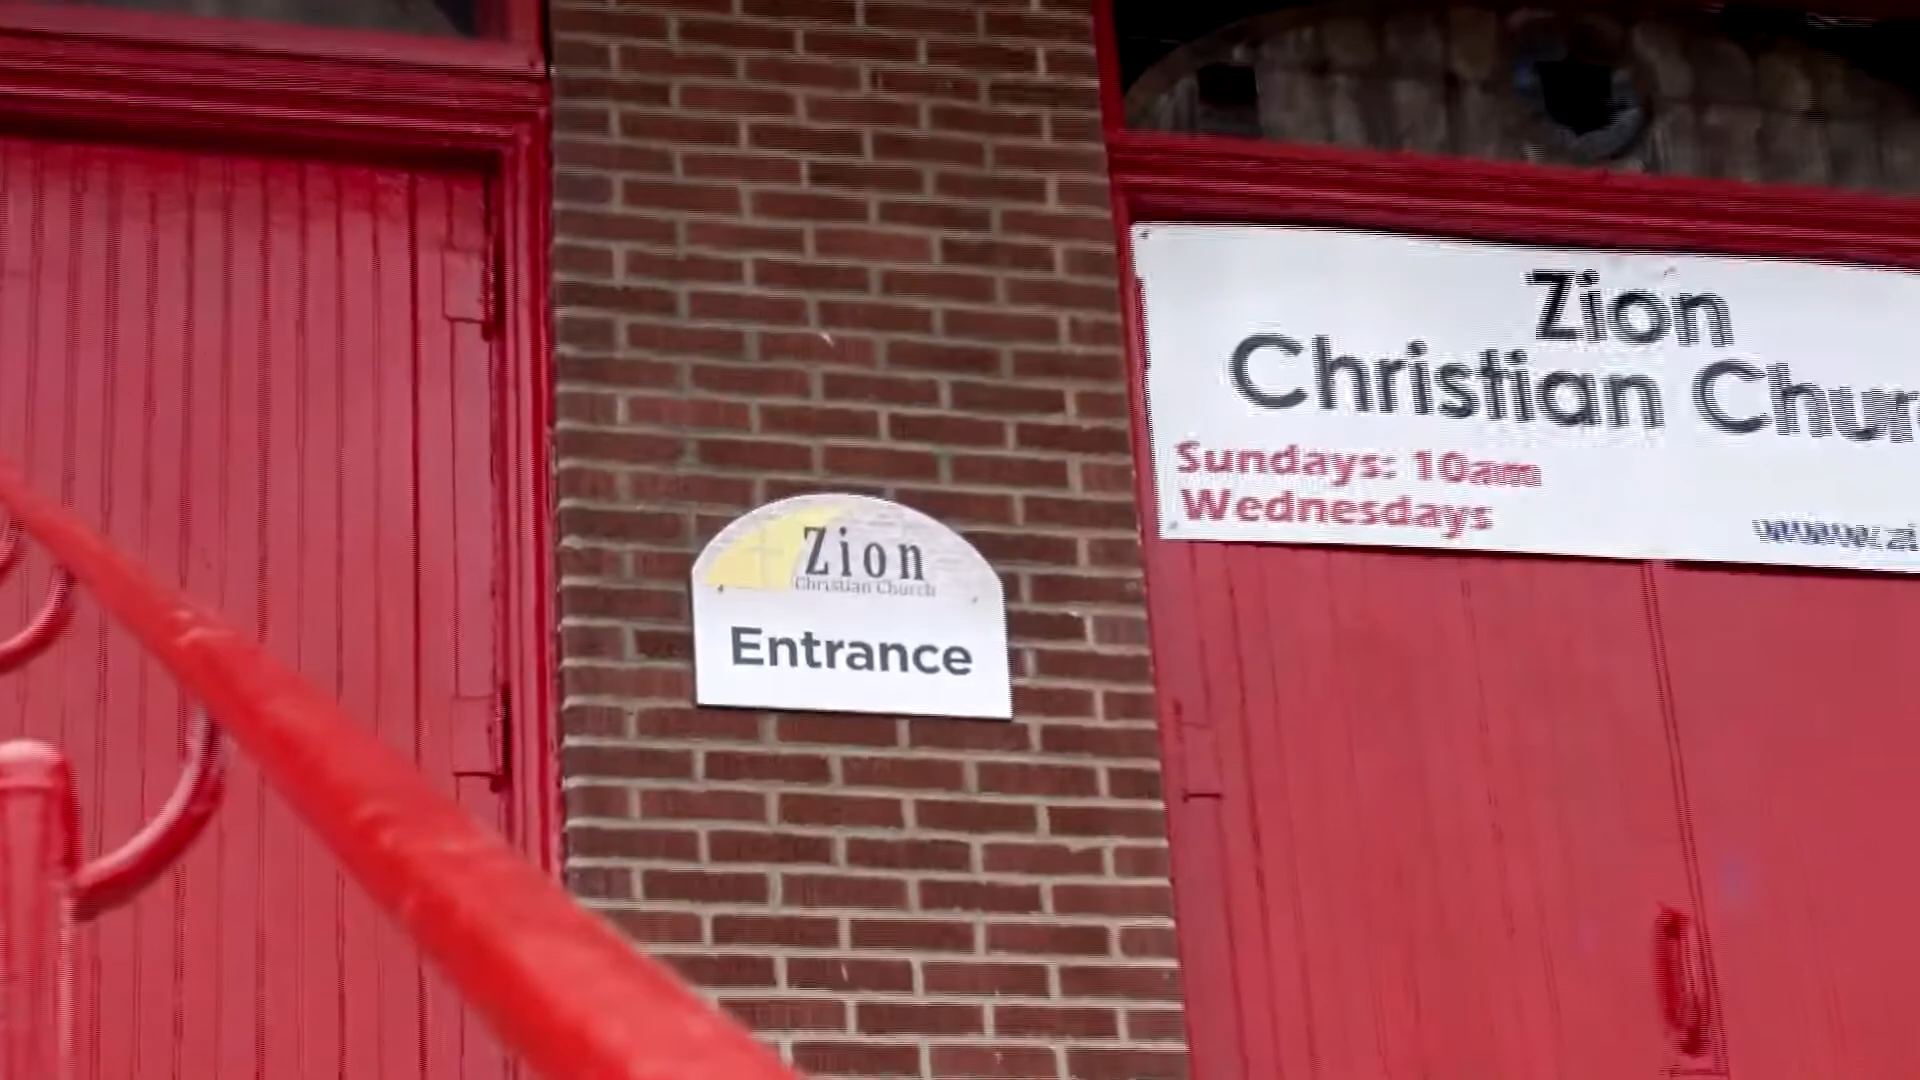 Zion
Christian Church
Entrance
Zion
Christian Chur
Sundays: 10am
Wednesdays